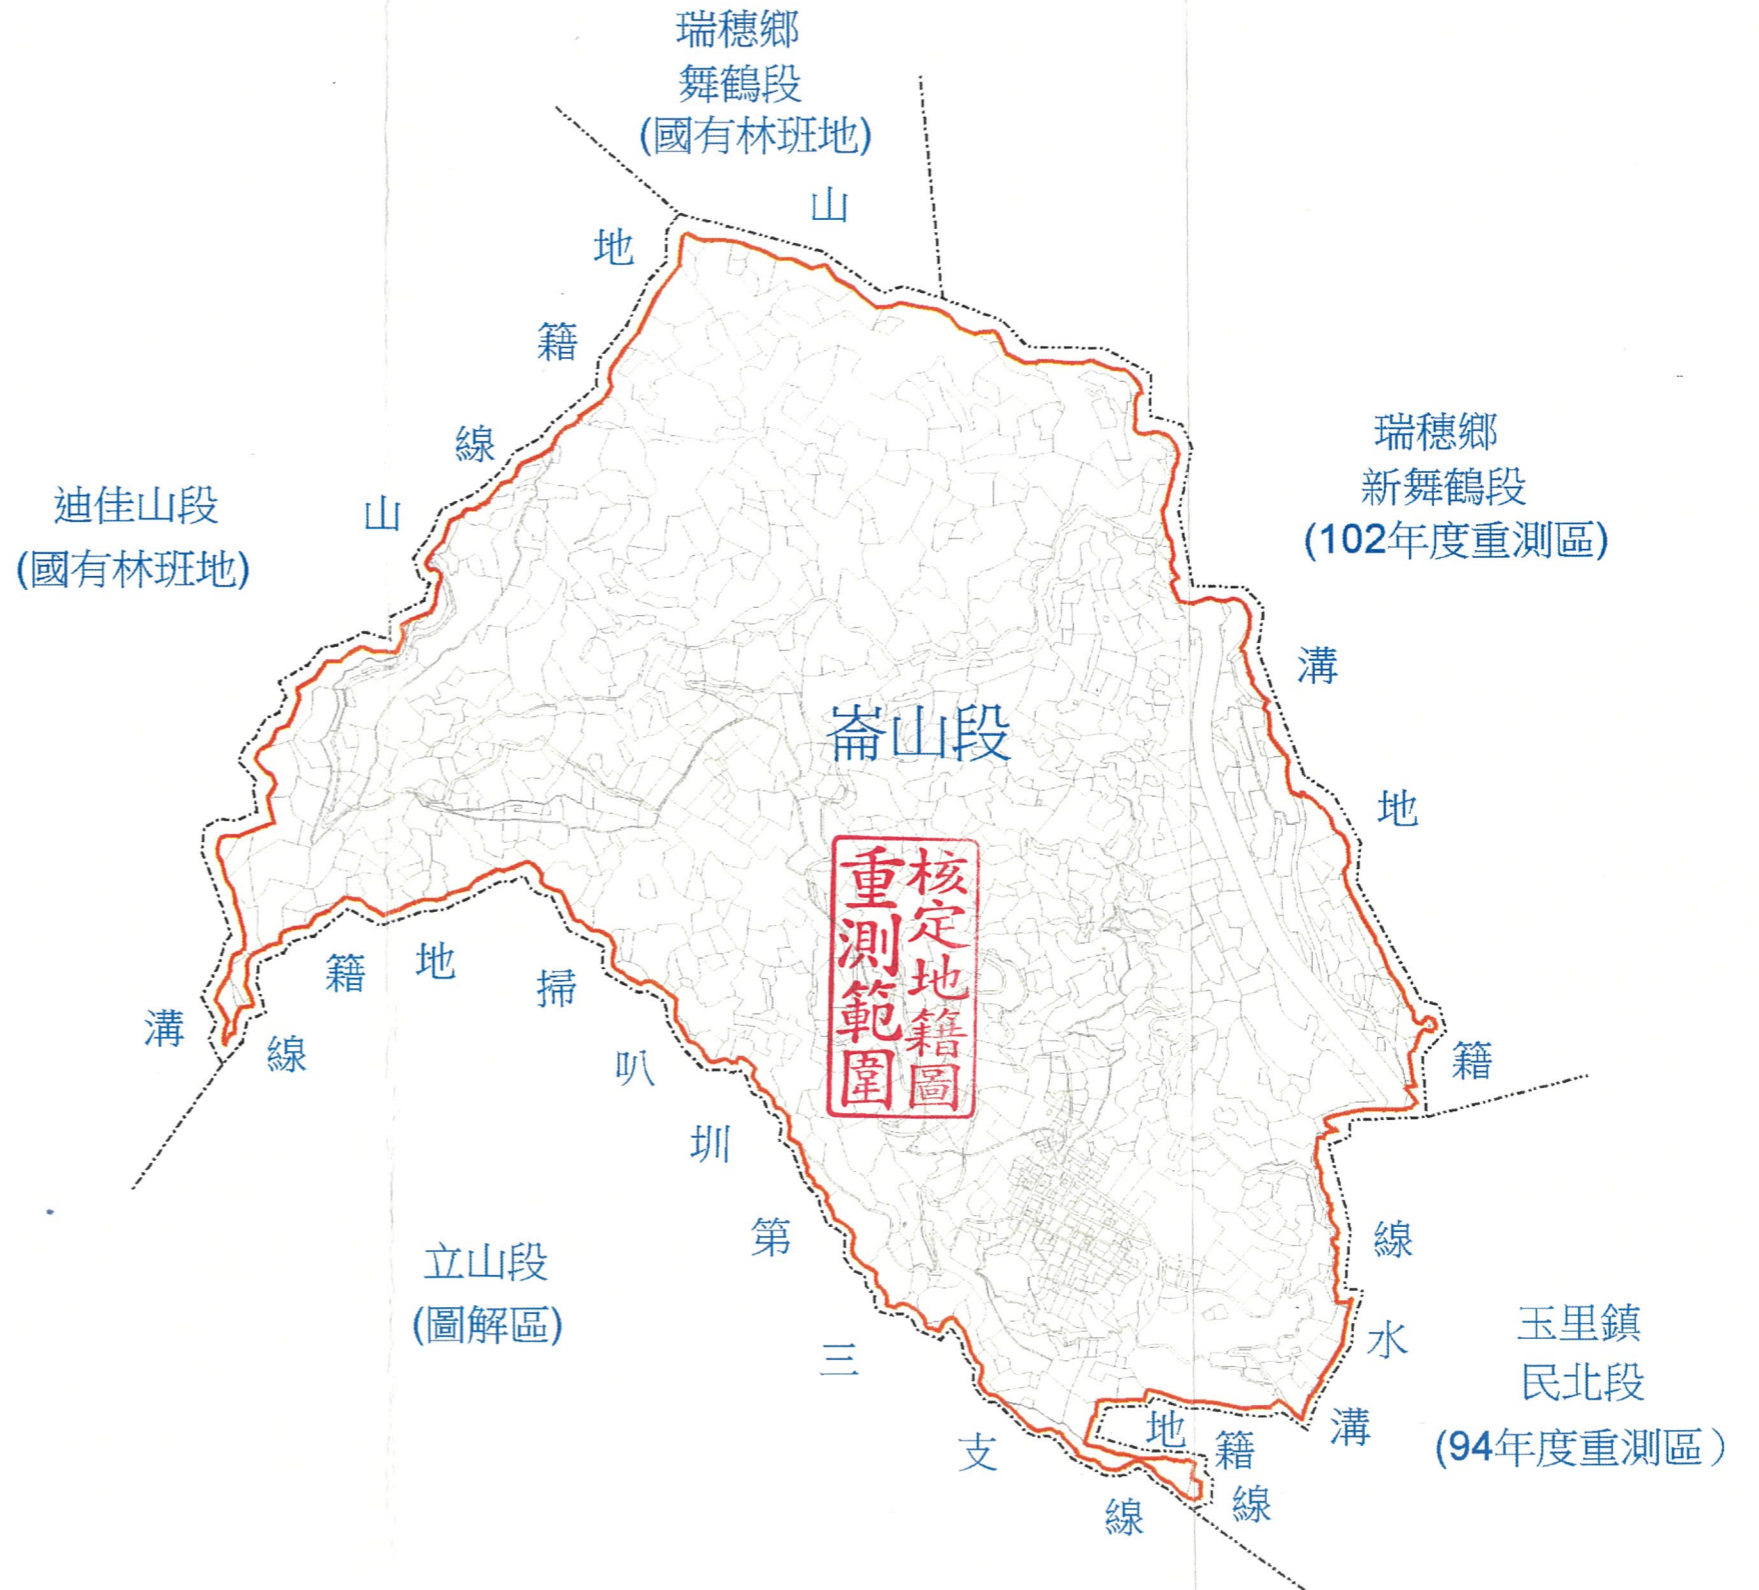 瑞穗鄉
舞鶴段
(國有林班地)
山
地
籍
線
山
迪佳山段
(國有林班地)
瑞穗鄉
新舞鶴段
(102年度重測區)
溝
地
籍
線
水
溝
崙山段
核定地籍圖
重測範圍
溝
線
籍
地
掃
叭
圳
第
三
支
線
立山段
(圖解區)
玉里鎮
民北段
(94年度重測區)
地
籍
線